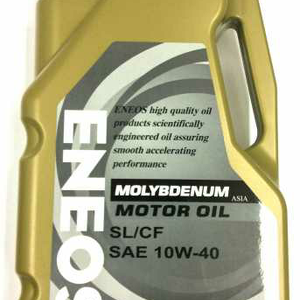 ENEOS
ENEOS high quality oil
products scientifically
engineered oil assuring
smooth accelerating
performance
MOLYBDENUM
ASIA
MOTOR OIL
SL/CF
SAE 10W-40